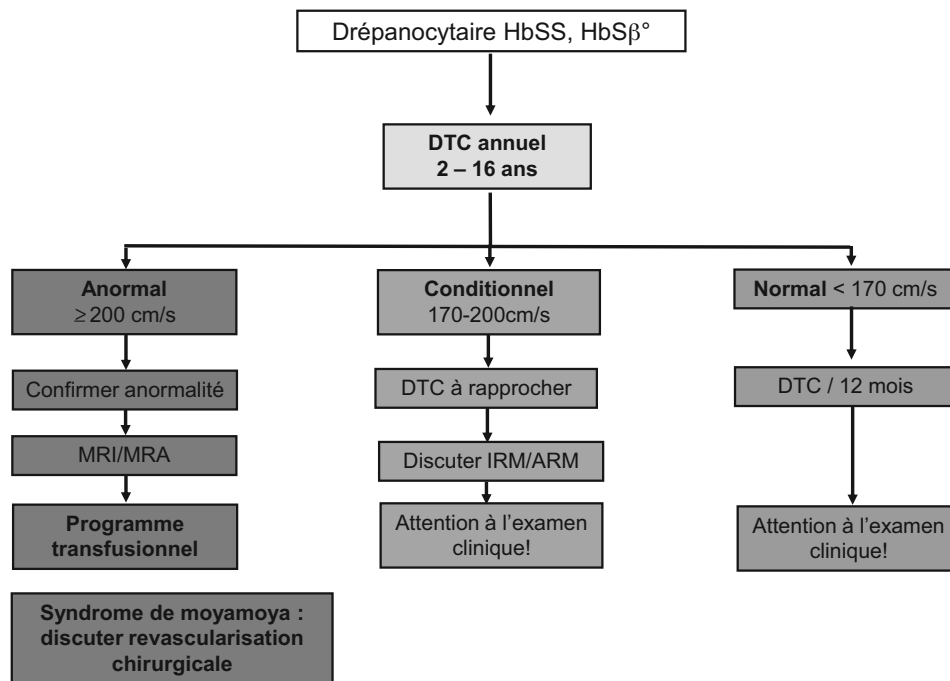 Drépanocytaire HbSS, HbSβ°
DTC annuel
2 – 16 ans
Anormal
≥ 200 cm/s
Confirmer anormalité
MRI/MRA
Programme
transfusionnel
Syndrome de moyamoya :
discuter revascularisation
chirurgicale
Conditionnel
170-200cm/s
DTC à rapprocher
Discuter IRM/ARM
Attention à l’examen
clinique!
Normal < 170 cm/s
DTC / 12 mois
Attention à l’examen
clinique!